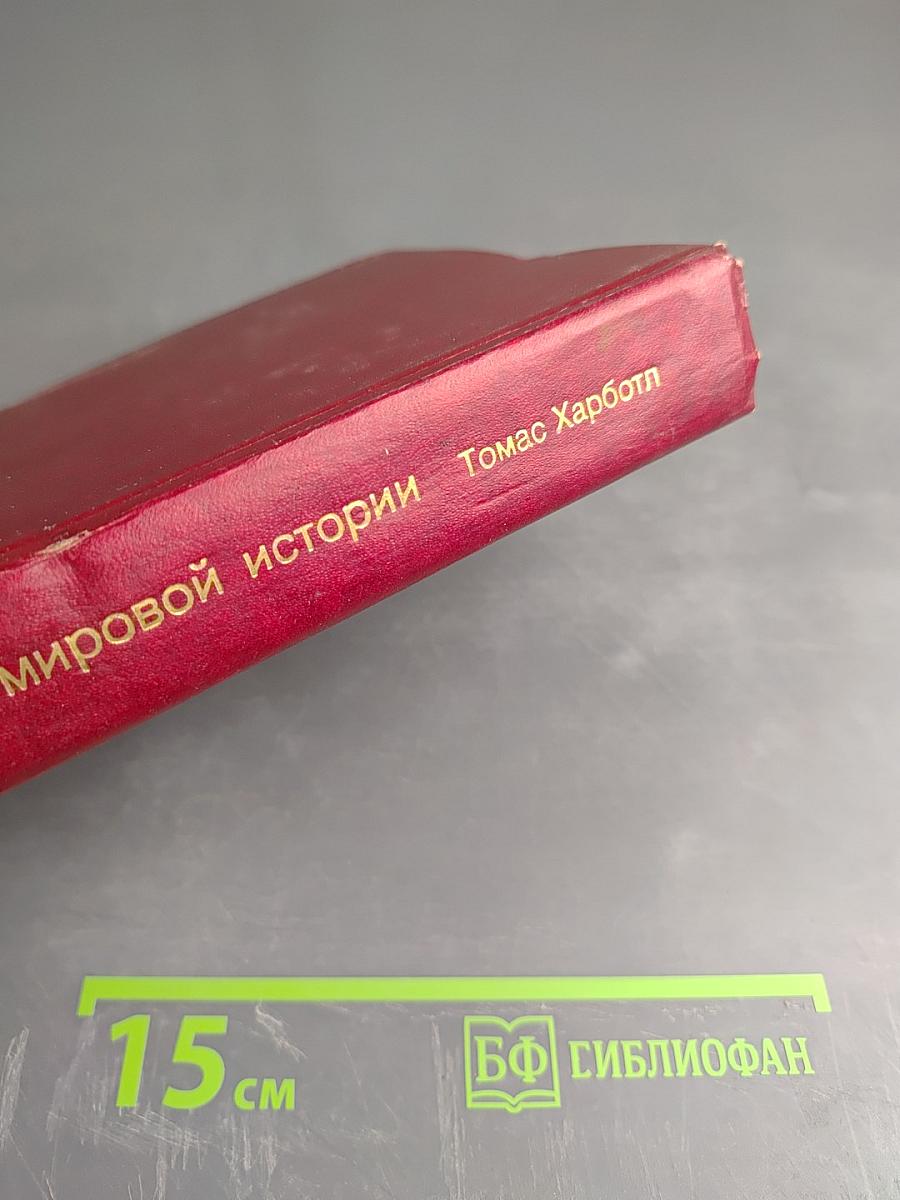 мировой истории Томас Харботл
15 см
БФ БИБЛИОФАН